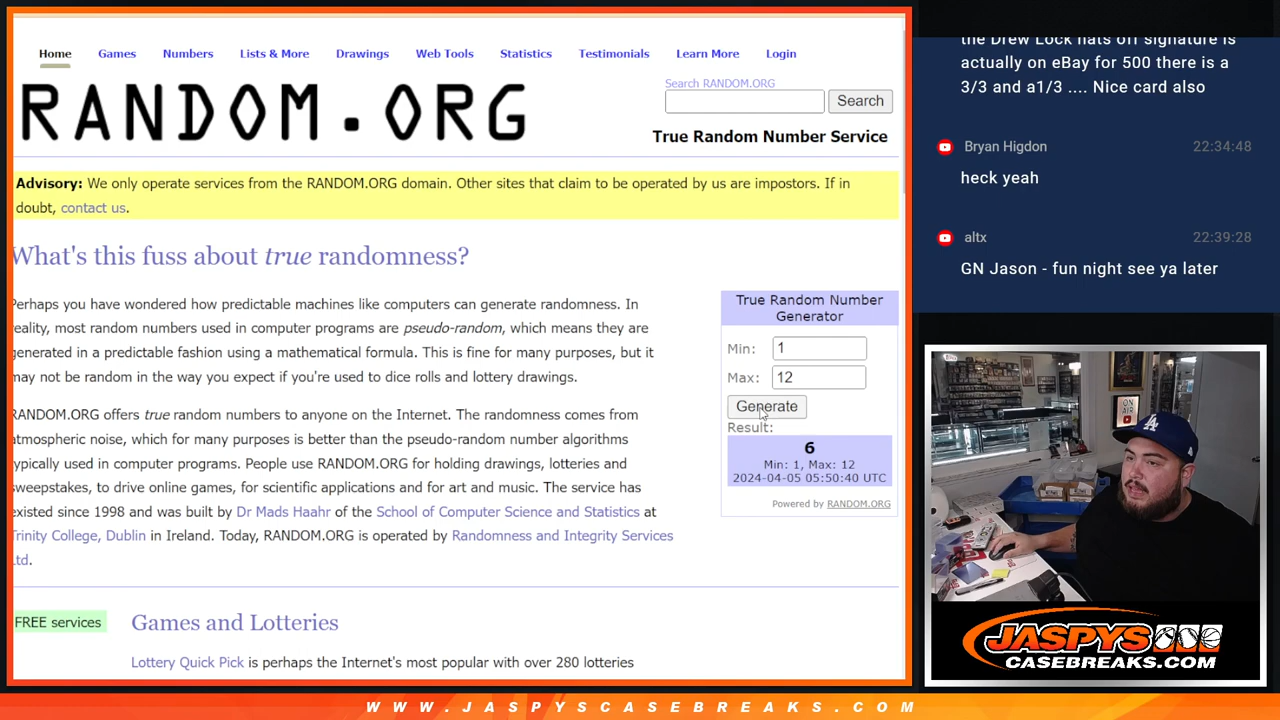 Home Games Numbers Lists & More Drawings Web Tools Statistics Testimonials Learn More Login
RANDOM.ORG
Search RANDOM.ORG
Search
True Random Number Service
Advisory: We only operate services from the RANDOM.ORG domain. Other sites that claim to be operated by us are impostors. If in
doubt, contact us.
What's this fuss about true randomness?
Perhaps you have wondered how predictable machines like computers can generate randomness. In
reality, most random numbers used in computer programs are pseudo-random, which means they are
generated in a predictable fashion using a mathematical formula. This is fine for many purposes, but it
may not be random in the way you expect if you're used to dice rolls and lottery drawings.
RANDOM.ORG offers true random numbers to anyone on the Internet. The randomness comes from
atmospheric noise, which for many purposes is better than the pseudo-random number algorithms
typically used in computer programs. People use RANDOM.ORG for holding drawings, lotteries and
sweepstakes, to drive online games, for scientific applications and for art and music. The service has
existed since 1998 and was built by Dr Mads Haahr of the School of Computer Science and Statistics at
Trinity College, Dublin in Ireland. Today, RANDOM.ORG is operated by Randomness and Integrity Services
Ltd.
True Random Number
Generator
Min: 1
Max: 12
Generate
Result:
6
Min: 1, Max: 12
2024-04-05 05:50:40 UTC
Powered by RANDOM.ORG
FREE services
Games and Lotteries
Lottery Quick Pick is perhaps the Internet's most popular with over 280 lotteries
the Drew Lock hats off signature is
actually on eBay for 500 there is a
3/3 and a1/3 .... Nice card also
Bryan Higdon 22:34:48
heck yeah
altx 22:39:28
GN Jason - fun night see ya later
ON
AIR
LA
JASPYS
CASEBREAKS.COM
WWW.JASPYSCASEBREAKS.COM